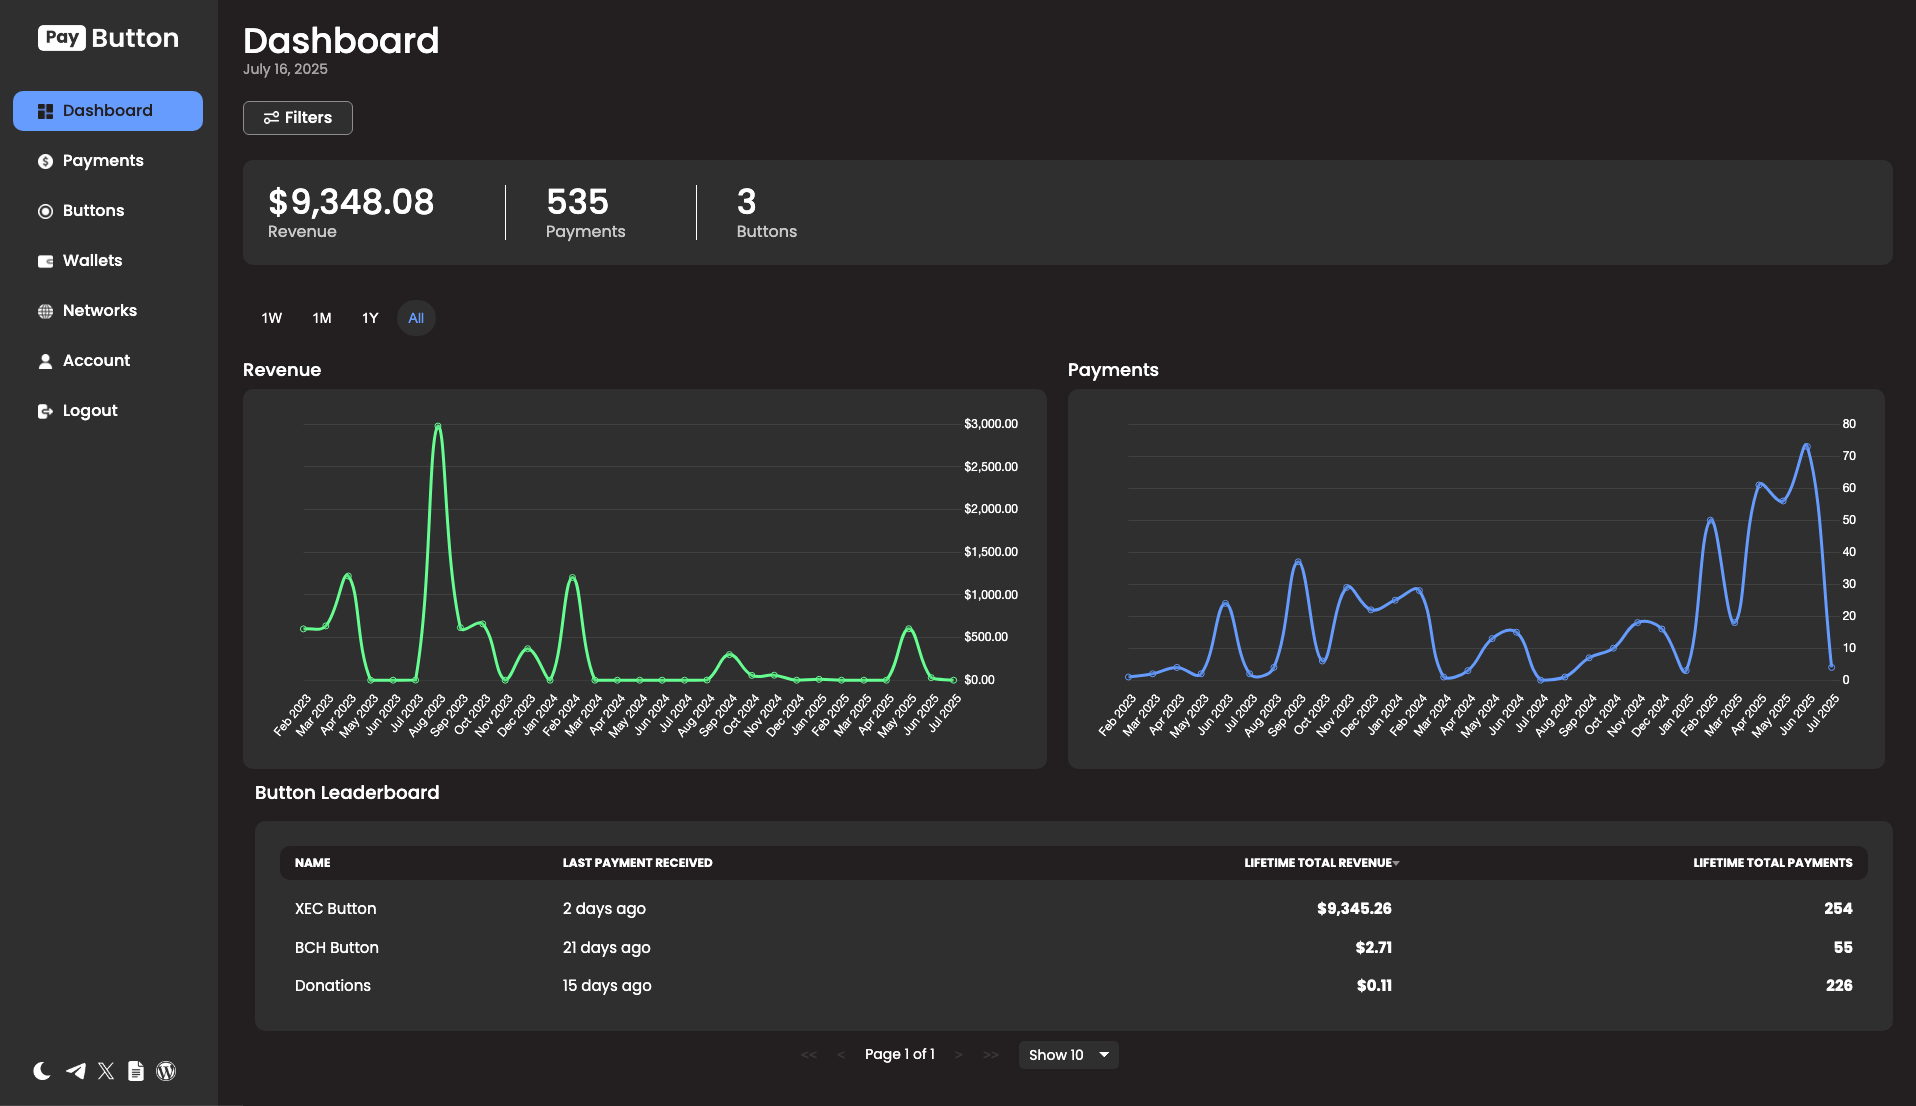 Pay Button
Dashboard
Payments
Buttons
Wallets
Networks
Account
Logout
Dashboard
July 16, 2025
Filters
$9,348.08
Revenue
535
Payments
3
Buttons
1W 1M 1Y All
Revenue
$3,000.00
$2,500.00
$2,000.00
$1,500.00
$1,000.00
$500.00
$0.00
Feb 2023 Mar 2023 Apr 2023 May 2023 Jun 2023 Jul 2023 Aug 2023 Sep 2023 Oct 2023 Nov 2023 Dec 2023 Jan 2024 Feb 2024 Mar 2024 Apr 2024 May 2024 Jun 2024 Jul 2024 Aug 2024 Sep 2024 Oct 2024 Nov 2024 Dec 2024 Jan 2025 Feb 2025 Mar 2025 Apr 2025 May 2025 Jun 2025 Jul 2025
Payments
80
70
60
50
40
30
20
10
0
Feb 2023 Mar 2023 Apr 2023 May 2023 Jun 2023 Jul 2023 Aug 2023 Sep 2023 Oct 2023 Nov 2023 Dec 2023 Jan 2024 Feb 2024 Mar 2024 Apr 2024 May 2024 Jun 2024 Jul 2024 Aug 2024 Sep 2024 Oct 2024 Nov 2024 Dec 2024 Jan 2025 Feb 2025 Mar 2025 Apr 2025 May 2025 Jun 2025 Jul 2025
Button Leaderboard
NAME LAST PAYMENT RECEIVED LIFETIME TOTAL REVENUE LIFETIME TOTAL PAYMENTS
XEC Button 2 days ago $9,345.26 254
BCH Button 21 days ago $2.71 55
Donations 15 days ago $0.11 226
<< < Page 1 of 1 > >> Show 10